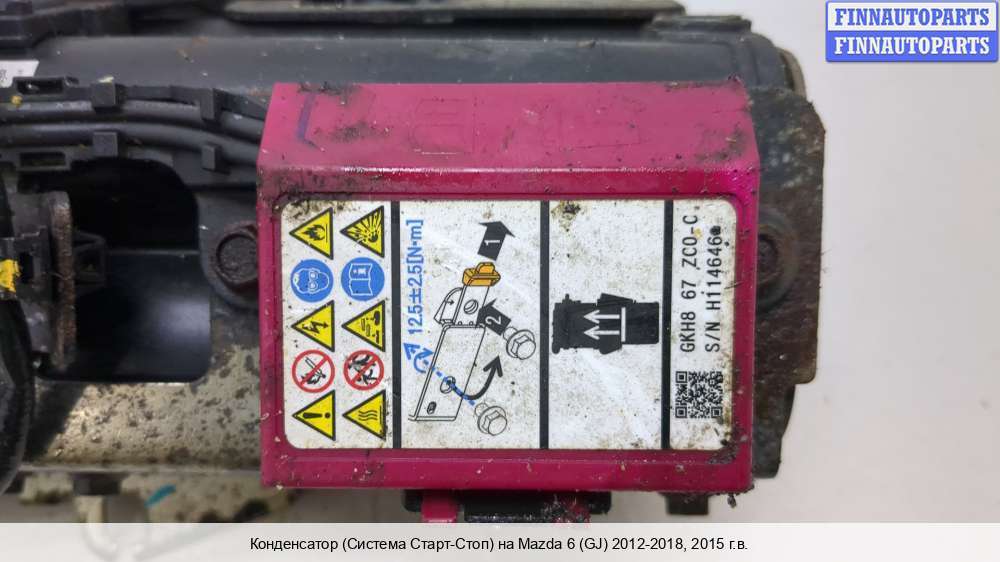 FINNAUTOPARTS
FINNAUTOPARTS
12.5±2.5[N·m]
1
2
GKH8 67 ZC0-C
S/N H114646
Конденсатор (Система Старт-Стоп) на Mazda 6 (GJ) 2012-2018, 2015 г.в.